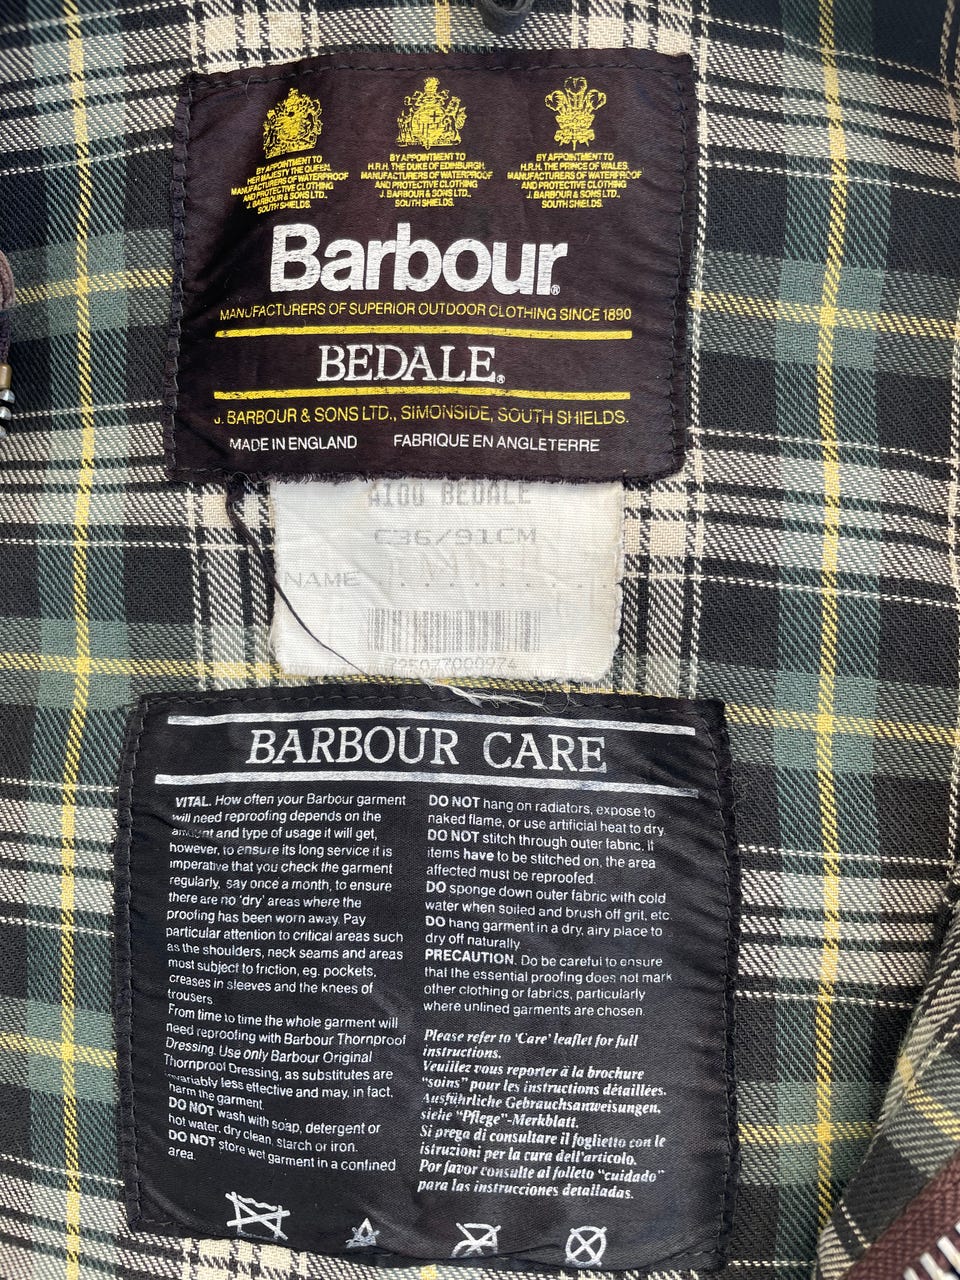 BY APPOINTMENT TO
HER MAJESTY THE QUEEN,
MANUFACTURERS OF WATERPROOF
AND PROTECTIVE CLOTHING
J. BARBOUR & SONS LTD.,
SOUTH SHIELDS.
BY APPOINTMENT TO
H.R.H. THE DUKE OF EDINBURGH,
MANUFACTURERS OF WATERPROOF
AND PROTECTIVE CLOTHING
J. BARBOUR & SONS LTD.,
SOUTH SHIELDS.
BY APPOINTMENT TO
H.R.H. THE PRINCE OF WALES,
MANUFACTURERS OF WATERPROOF
AND PROTECTIVE CLOTHING
J. BARBOUR & SONS LTD.,
SOUTH SHIELDS.
Barbour®
MANUFACTURERS OF SUPERIOR OUTDOOR CLOTHING SINCE 1890
BEDALE®
J. BARBOUR & SONS LTD., SIMONSIDE, SOUTH SHIELDS.
MADE IN ENGLAND FABRIQUE EN ANGLETERRE
A100 BEDALE
C36/91CM
NAME . . . . . . . . .
BARBOUR CARE
VITAL. How often your Barbour garment
will need reproofing depends on the
amount and type of usage it will get,
however, to ensure its long service it is
imperative that you check the garment
regularly, say once a month, to ensure
there are no 'dry' areas where the
proofing has been worn away. Pay
particular attention to critical areas such
as the shoulders, neck seams and areas
most subject to friction, eg. pockets,
creases in sleeves and the knees of
trousers.
From time to time the whole garment will
need reproofing with Barbour Thornproof
Dressing. Use only Barbour Original
Thornproof Dressing, as substitutes are
invariably less effective and may, in fact,
harm the garment.
DO NOT wash with soap, detergent or
hot water, dry clean, starch or iron.
DO NOT store wet garment in a confined
area.
DO NOT hang on radiators, expose to
naked flame, or use artificial heat to dry.
DO NOT stitch through outer fabric. If
items have to be stitched on, the area
affected must be reproofed.
DO sponge down outer fabric with cold
water when soiled and brush off grit, etc.
DO hang garment in a dry, airy place to
dry off naturally.
PRECAUTION. Do be careful to ensure
that the essential proofing does not mark
other clothing or fabrics, particularly
where unlined garments are chosen.
Please refer to 'Care' leaflet for full
instructions.
Veuillez vous reporter à la brochure
"soins" pour les instructions détaillées.
Ausführliche Gebrauchsanweisungen,
siehe "Pflege"-Merkblatt.
Si prega di consultare il foglietto con le
istruzioni per la cura dell'articolo.
Por favor consulte al folleto "cuidado"
para las instrucciones detalladas.